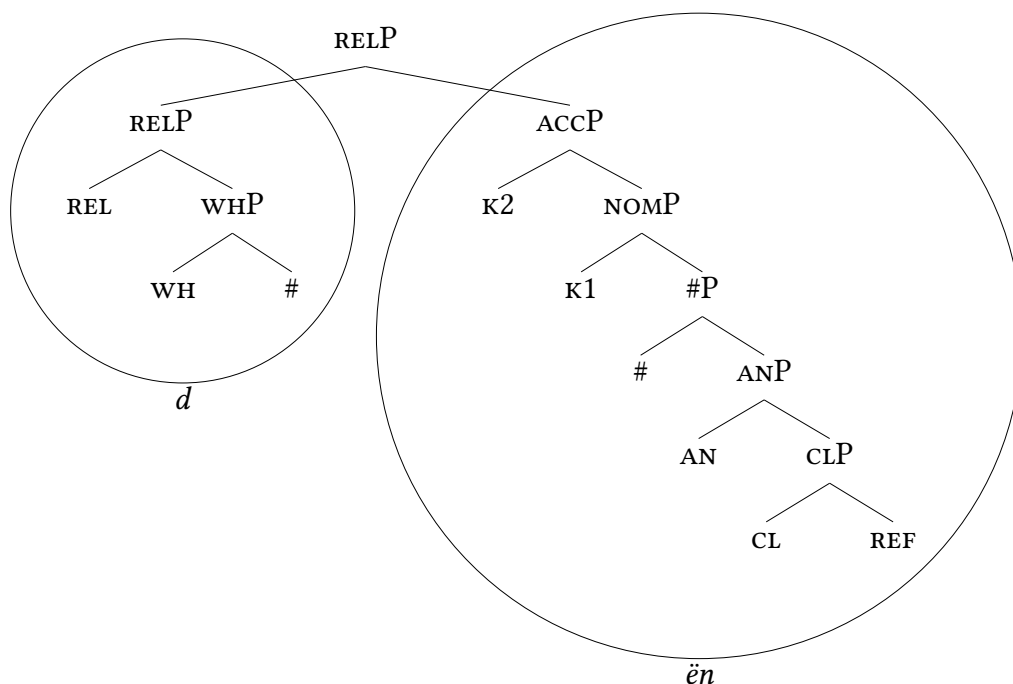 RELP
RELP ACCP
REL WHP K2 NOMP
WH # K1 #P
# ANP
d
AN CLP
CL REF
ën